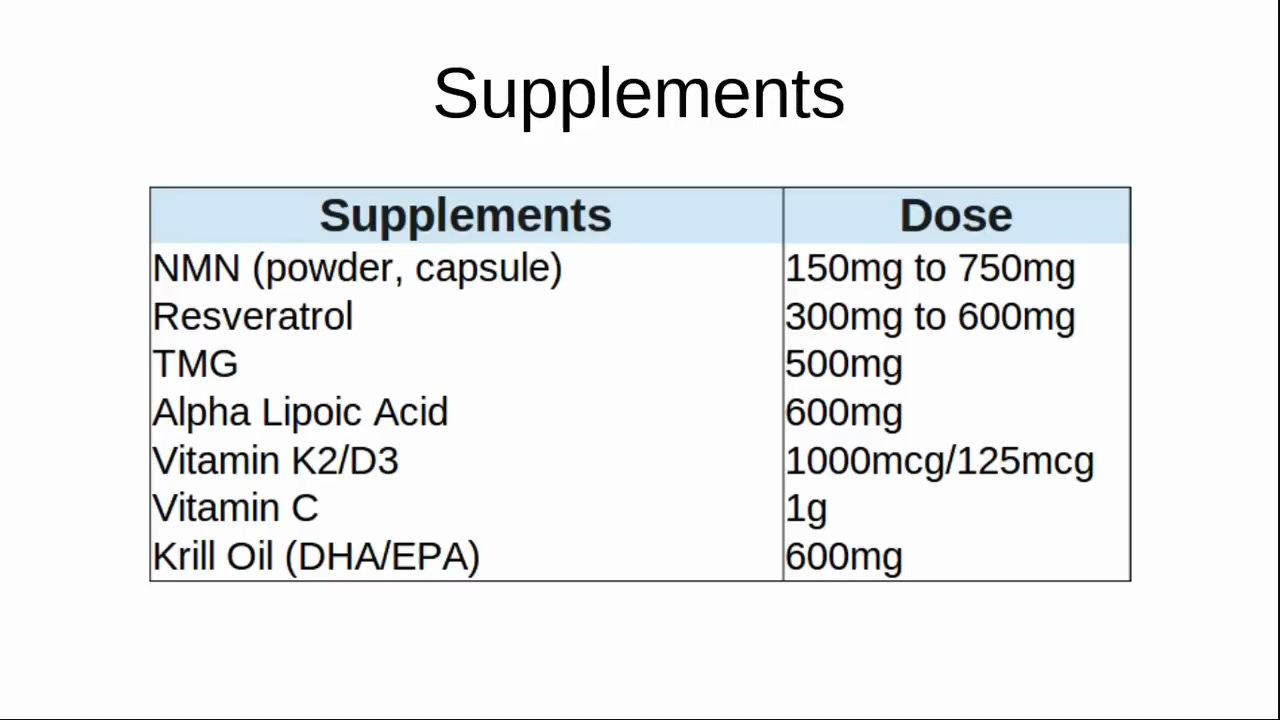 Supplements
Supplements Dose
NMN (powder, capsule) 150mg to 750mg
Resveratrol 300mg to 600mg
TMG 500mg
Alpha Lipoic Acid 600mg
Vitamin K2/D3 1000mcg/125mcg
Vitamin C 1g
Krill Oil (DHA/EPA) 600mg